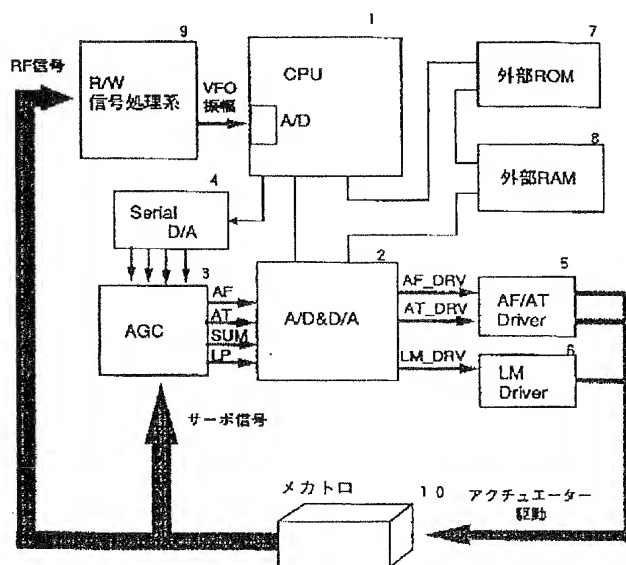 9
1
7
RF信号
R/W
信号処理系
VFO
振幅
CPU
A/D
外部ROM
8
外部RAM
4
Serial
D/A
3
AGC
AF
AT
SUM
LP
2
A/D&D/A
AF_DRV
AT_DRV
LM_DRV
5
AF/AT
Driver
6
LM
Driver
サーボ信号
メカトロ
10
アクチュエーター
駆動